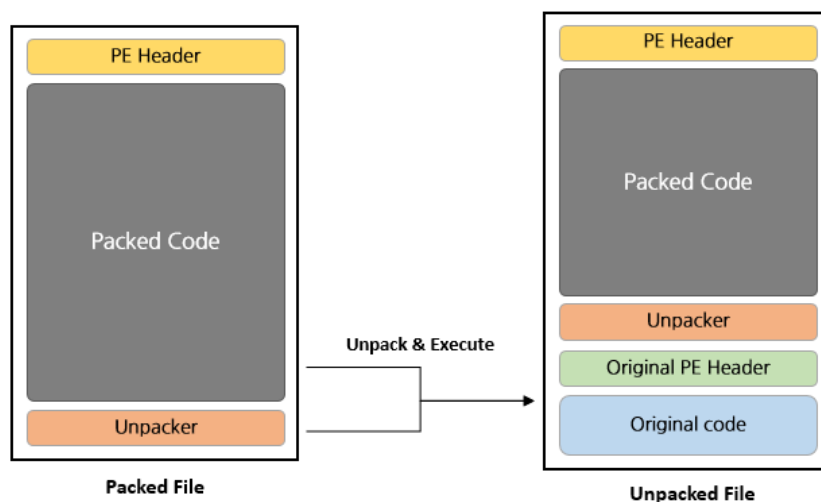 PE Header
Packed Code
Unpacker
Packed File
Unpack & Execute
PE Header
Packed Code
Unpacker
Original PE Header
Original code
Unpacked File